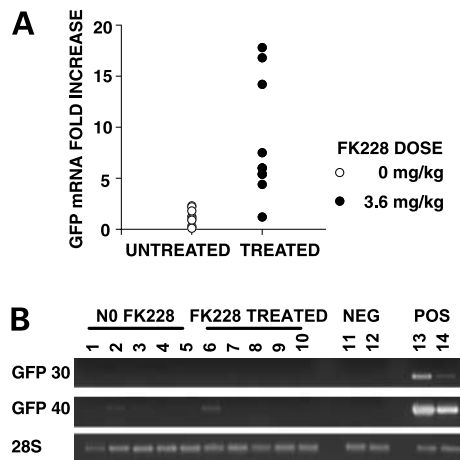 A
GFP mRNA FOLD INCREASE
20
15
10
5
0
UNTREATED TREATED
FK228 DOSE
0 mg/kg
3.6 mg/kg
B
N0 FK228 FK228 TREATED NEG POS
1 2 3 4 5 6 7 8 9 10 11 12 13 14
GFP 30
GFP 40
28S